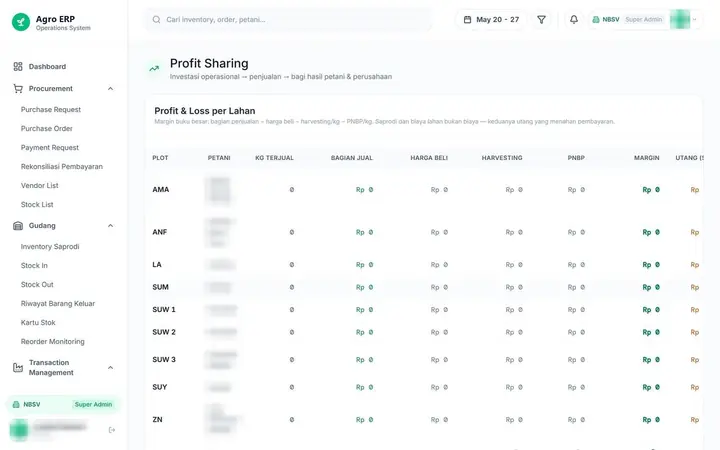 Agro ERP
Operations System
Cari inventory, order, petani...
May 20 - 27
NBSV Super Admin
Dashboard
Procurement
Purchase Request
Purchase Order
Payment Request
Rekonsiliasi Pembayaran
Vendor List
Stock List
Gudang
Inventory Saprodi
Stock In
Stock Out
Riwayat Barang Keluar
Kartu Stok
Reorder Monitoring
Transaction
Management
NBSV Super Admin
Profit Sharing
Investasi operasional → penjualan → bagi hasil petani & perusahaan
Profit & Loss per Lahan
Margin buku besar: bagian penjualan − harga beli − harvesting/kg − PNBP/kg. Saprodi dan biaya lahan bukan biaya — keduanya utang yang menahan pembayaran.
PLOT PETANI KG TERJUAL BAGIAN JUAL HARGA BELI HARVESTING PNBP MARGIN UTANG (S
AMA 0 Rp 0 Rp 0 Rp 0 Rp 0 Rp 0 Rp
ANF 0 Rp 0 Rp 0 Rp 0 Rp 0 Rp 0 Rp
LA 0 Rp 0 Rp 0 Rp 0 Rp 0 Rp 0 Rp
SUM 0 Rp 0 Rp 0 Rp 0 Rp 0 Rp 0 Rp
SUW 1 0 Rp 0 Rp 0 Rp 0 Rp 0 Rp 0 Rp
SUW 2 0 Rp 0 Rp 0 Rp 0 Rp 0 Rp 0 Rp
SUW 3 0 Rp 0 Rp 0 Rp 0 Rp 0 Rp 0 Rp
SUY 0 Rp 0 Rp 0 Rp 0 Rp 0 Rp 0 Rp
ZN 0 Rp 0 Rp 0 Rp 0 Rp 0 Rp 0 Rp